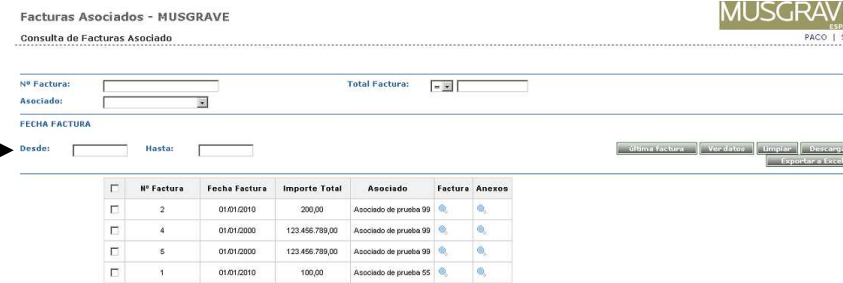 Facturas Asociados - MUSGRAVE
MUSGRAV
ESP
Consulta de Facturas Asociado
PACO | S
Nº Factura:
Total Factura:
=
Asociado:
FECHA FACTURA
Desde:
Hasta:
última factura
Ver datos
Limpiar
Descarga
Exportar a Excel
Nº Factura Fecha Factura Importe Total Asociado Factura Anexos
2 01/01/2010 200,00 Asociado de prueba 99
4 01/01/2000 123.456.789,00 Asociado de prueba 99
5 01/01/2000 123.456.789,00 Asociado de prueba 99
1 01/01/2010 100,00 Asociado de prueba 55